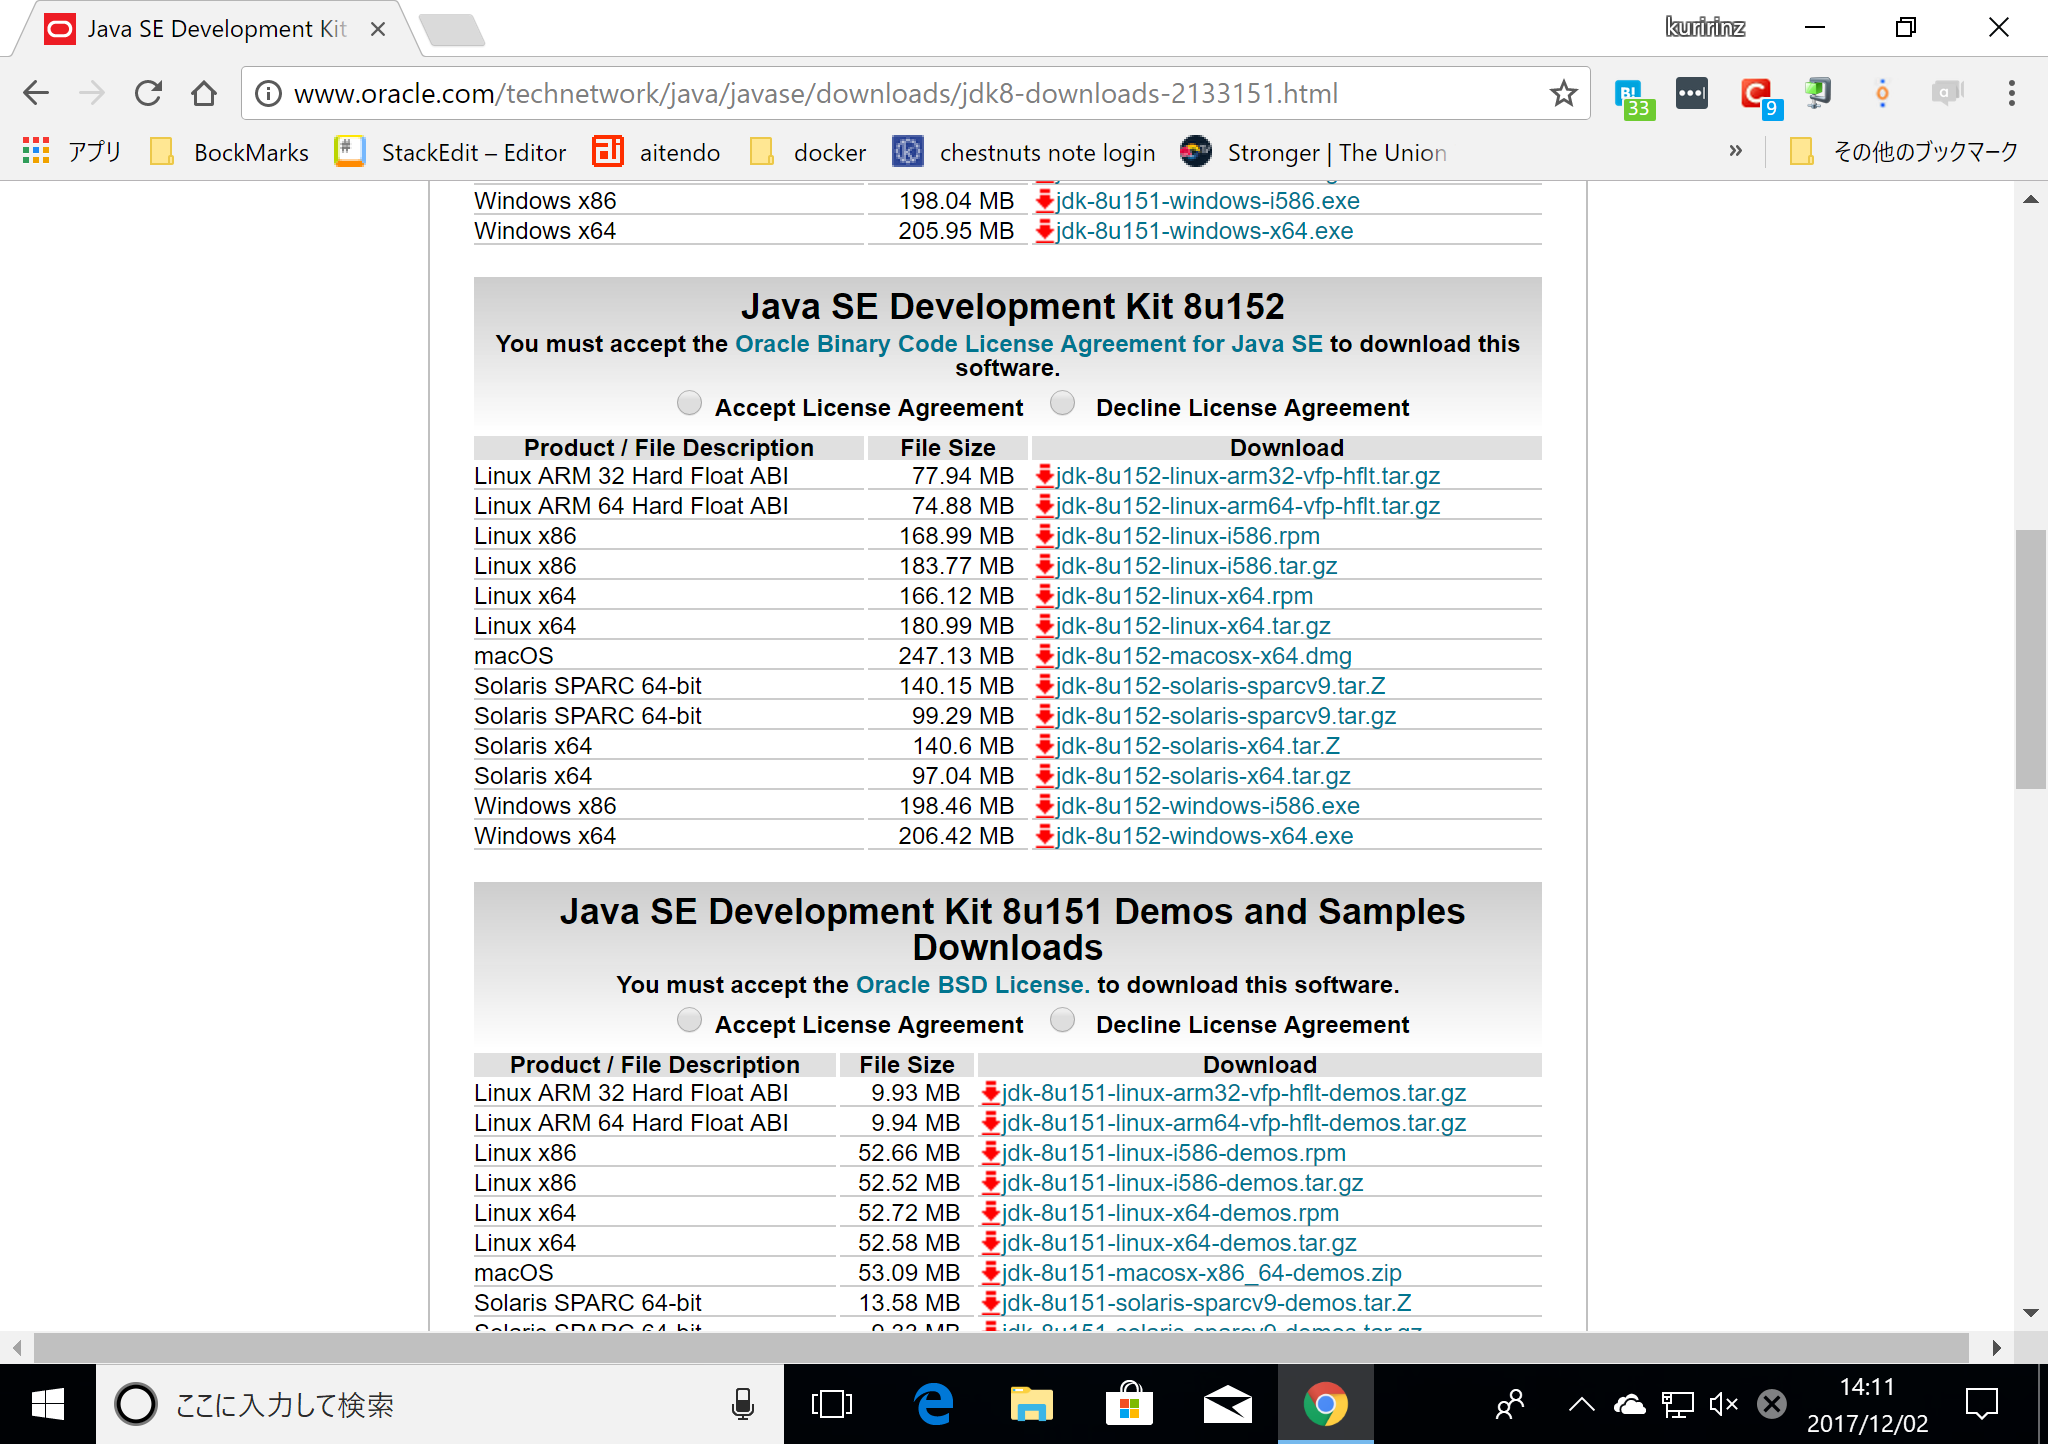 Java SE Development Kit
kuririnz
www.oracle.com/technetwork/java/javase/downloads/jdk8-downloads-2133151.html
B!
33
9
a
アプリ
BockMarks
#
StackEdit – Editor
aitendo
docker
chestnuts note login
Stronger | The Union
»
その他のブックマーク
Windows x86 198.04 MB jdk-8u151-windows-i586.exe
Windows x64 205.95 MB jdk-8u151-windows-x64.exe
Java SE Development Kit 8u152
You must accept the Oracle Binary Code License Agreement for Java SE to download this
software.
Accept License Agreement Decline License Agreement
Product / File Description File Size Download
Linux ARM 32 Hard Float ABI 77.94 MB jdk-8u152-linux-arm32-vfp-hflt.tar.gz
Linux ARM 64 Hard Float ABI 74.88 MB jdk-8u152-linux-arm64-vfp-hflt.tar.gz
Linux x86 168.99 MB jdk-8u152-linux-i586.rpm
Linux x86 183.77 MB jdk-8u152-linux-i586.tar.gz
Linux x64 166.12 MB jdk-8u152-linux-x64.rpm
Linux x64 180.99 MB jdk-8u152-linux-x64.tar.gz
macOS 247.13 MB jdk-8u152-macosx-x64.dmg
Solaris SPARC 64-bit 140.15 MB jdk-8u152-solaris-sparcv9.tar.Z
Solaris SPARC 64-bit 99.29 MB jdk-8u152-solaris-sparcv9.tar.gz
Solaris x64 140.6 MB jdk-8u152-solaris-x64.tar.Z
Solaris x64 97.04 MB jdk-8u152-solaris-x64.tar.gz
Windows x86 198.46 MB jdk-8u152-windows-i586.exe
Windows x64 206.42 MB jdk-8u152-windows-x64.exe
Java SE Development Kit 8u151 Demos and Samples
Downloads
You must accept the Oracle BSD License. to download this software.
Accept License Agreement Decline License Agreement
Product / File Description File Size Download
Linux ARM 32 Hard Float ABI 9.93 MB jdk-8u151-linux-arm32-vfp-hflt-demos.tar.gz
Linux ARM 64 Hard Float ABI 9.94 MB jdk-8u151-linux-arm64-vfp-hflt-demos.tar.gz
Linux x86 52.66 MB jdk-8u151-linux-i586-demos.rpm
Linux x86 52.52 MB jdk-8u151-linux-i586-demos.tar.gz
Linux x64 52.72 MB jdk-8u151-linux-x64-demos.rpm
Linux x64 52.58 MB jdk-8u151-linux-x64-demos.tar.gz
macOS 53.09 MB jdk-8u151-macosx-x86_64-demos.zip
Solaris SPARC 64-bit 13.58 MB jdk-8u151-solaris-sparcv9-demos.tar.Z
Solaris SPARC 64-bit 9.33 MB jdk-8u151-solaris-sparcv9-demos.tar.gz
ここに入力して検索
14:11
2017/12/02